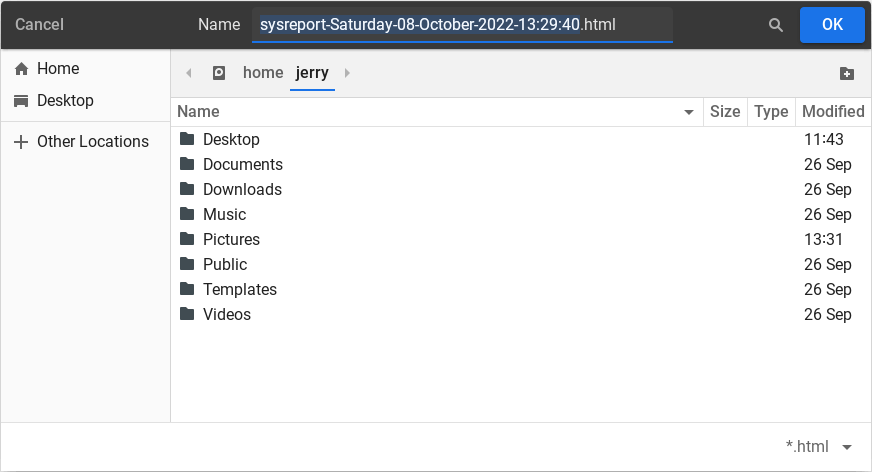 Cancel Name sysreport-Saturday-08-October-2022-13:29:40.html OK
Home
Desktop
Other Locations
home jerry
Name Size Type Modified
Desktop 11:43
Documents 26 Sep
Downloads 26 Sep
Music 26 Sep
Pictures 13:31
Public 26 Sep
Templates 26 Sep
Videos 26 Sep
*.html